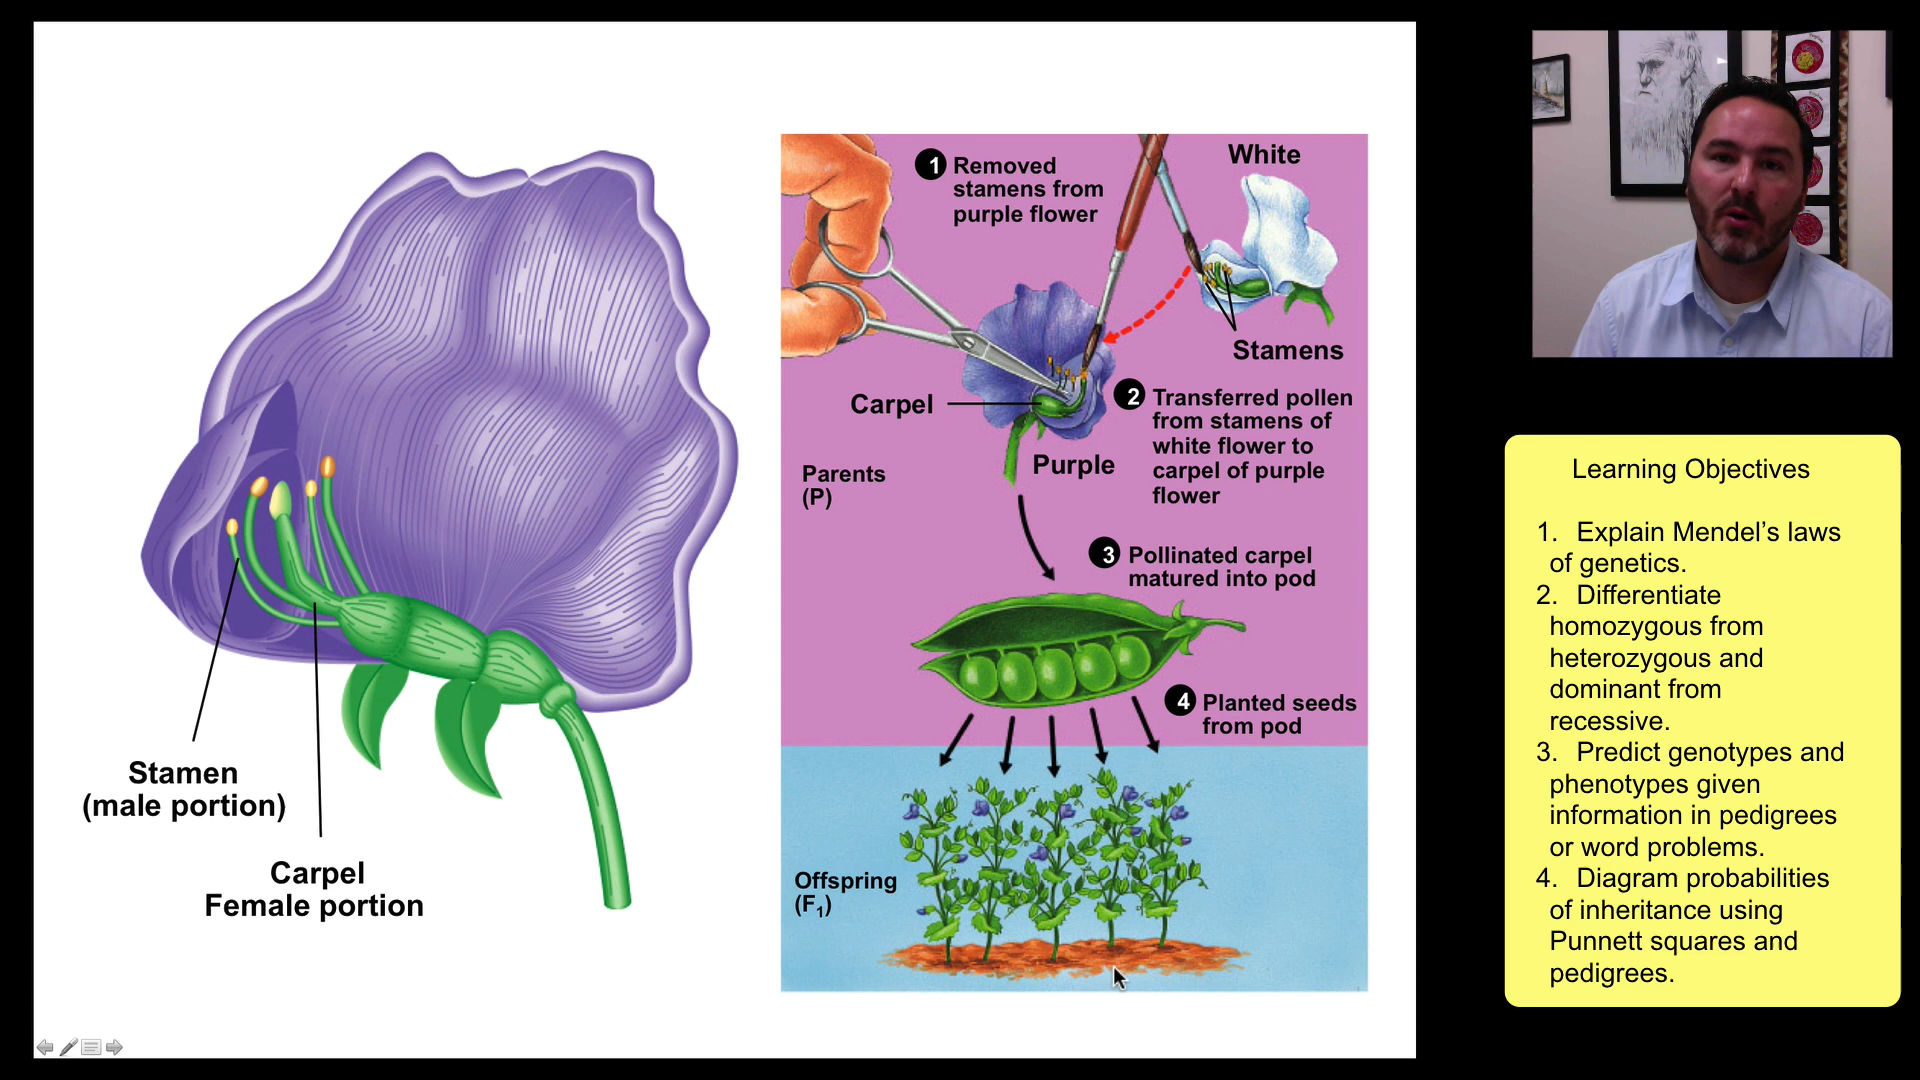 Stamen
(male portion)
Carpel
Female portion
1 Removed
stamens from
purple flower
White
Stamens
Carpel
2 Transferred pollen
from stamens of
white flower to
carpel of purple
flower
Purple
Parents
(P)
3 Pollinated carpel
matured into pod
4 Planted seeds
from pod
Offspring
(F1)
Learning Objectives
1. Explain Mendel’s laws
of genetics.
2. Differentiate
homozygous from
heterozygous and
dominant from
recessive.
3. Predict genotypes and
phenotypes given
information in pedigrees
or word problems.
4. Diagram probabilities
of inheritance using
Punnett squares and
pedigrees.